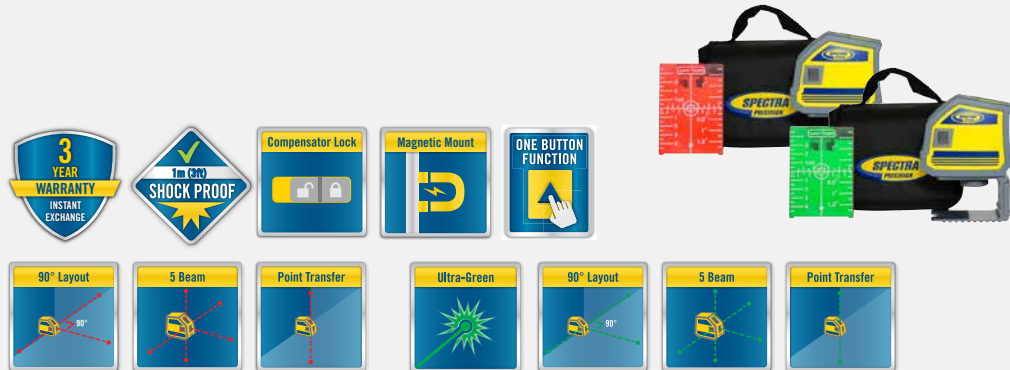 SPECTRA
PRECISION
SPECTRA
PRECISION
3
YEAR
WARRANTY
INSTANT
EXCHANGE
1m (3ft)
SHOCK PROOF
Compensator Lock
Magnetic Mount
ONE BUTTON
FUNCTION
90° Layout
90°
5 Beam
Point Transfer
Ultra-Green
90° Layout
90°
5 Beam
Point Transfer